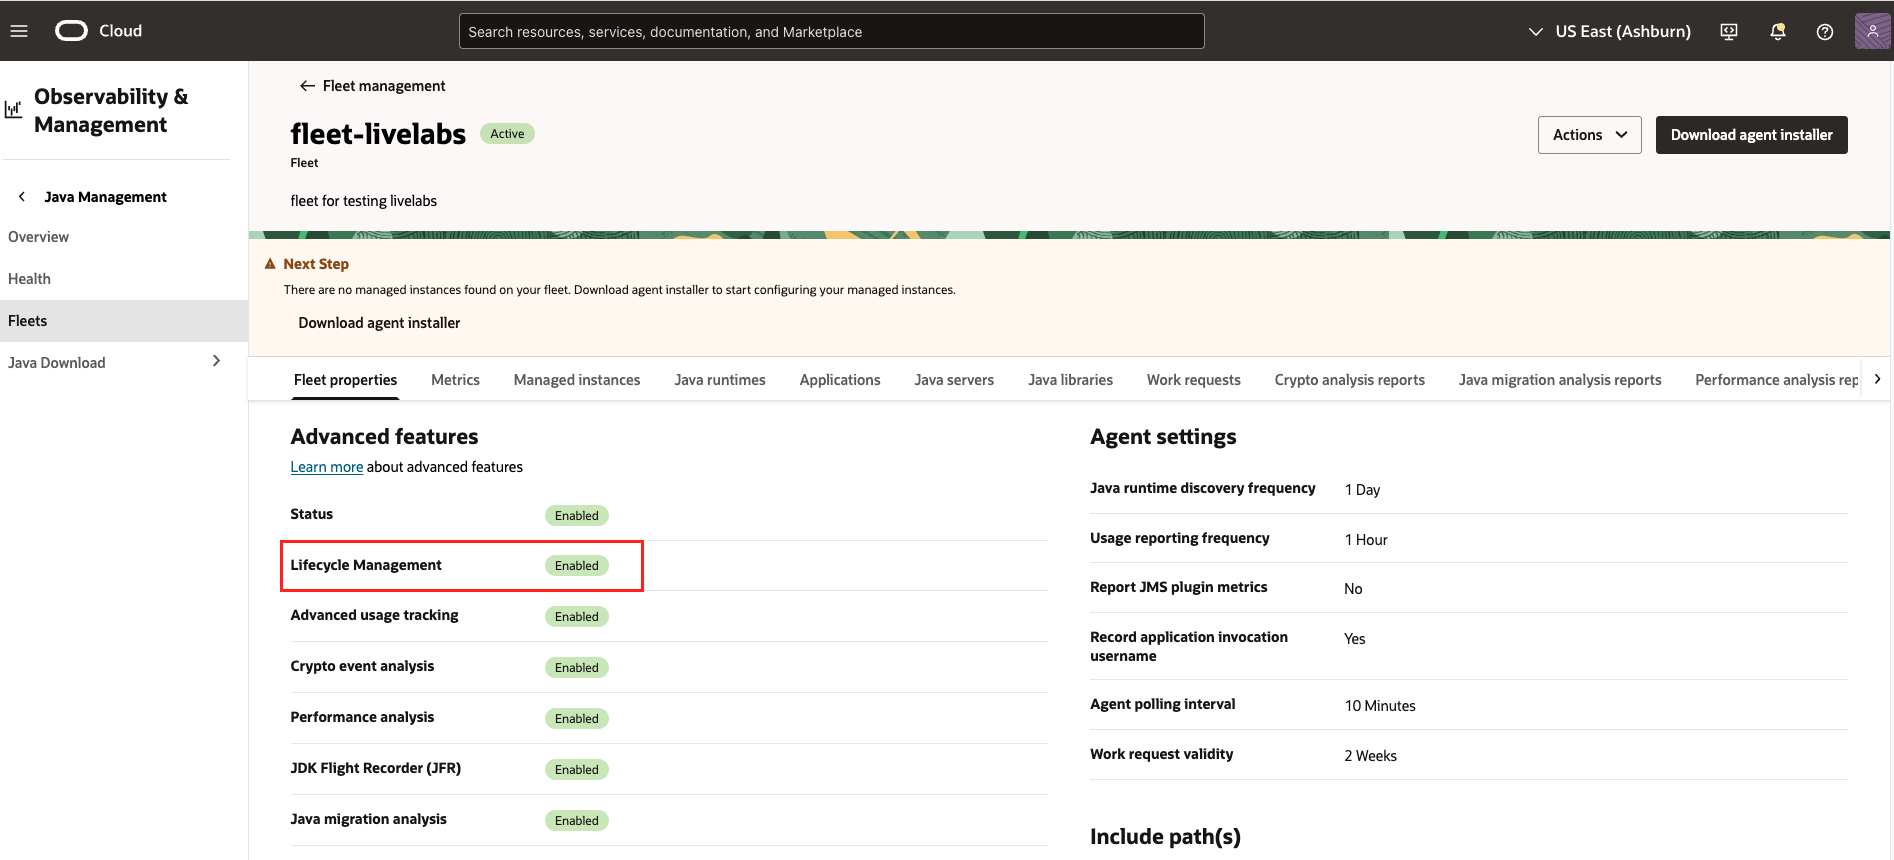 Cloud
Search resources, services, documentation, and Marketplace
US East (Ashburn)
Observability &
Management
Java Management
Overview
Health
Fleets
Java Download
Fleet management
fleet-livelabs
Active
Fleet
fleet for testing livelabs
Actions
Download agent installer
Next Step
There are no managed instances found on your fleet. Download agent installer to start configuring your managed instances.
Download agent installer
Fleet properties
Metrics
Managed instances
Java runtimes
Applications
Java servers
Java libraries
Work requests
Crypto analysis reports
Java migration analysis reports
Performance analysis rep
Advanced features
Learn more about advanced features
Status Enabled
Lifecycle Management Enabled
Advanced usage tracking Enabled
Crypto event analysis Enabled
Performance analysis Enabled
JDK Flight Recorder (JFR) Enabled
Java migration analysis Enabled
Agent settings
Java runtime discovery frequency 1 Day
Usage reporting frequency 1 Hour
Report JMS plugin metrics No
Record application invocation Yes
username
Agent polling interval 10 Minutes
Work request validity 2 Weeks
Include path(s)